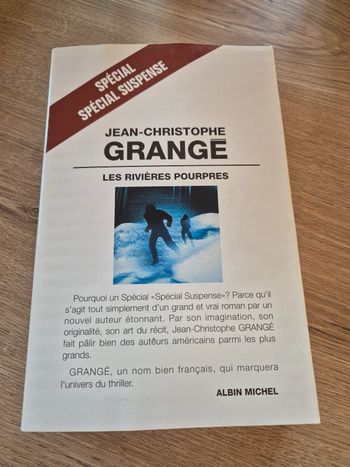 SPÉCIAL
SPÉCIAL SUSPENSE
JEAN-CHRISTOPHE
GRANGÉ
LES RIVIÈRES POURPRES
Pourquoi un Spécial «Spécial Suspense»? Parce qu'il
s'agit tout simplement d'un grand et vrai roman par un
nouvel auteur étonnant. Par son imagination, son
originalité, son art du récit, Jean-Christophe GRANGÉ
fait pâlir bien des auteurs américains parmi les plus
grands.
GRANGÉ, un nom bien français, qui marquera
l'univers du thriller.
ALBIN MICHEL